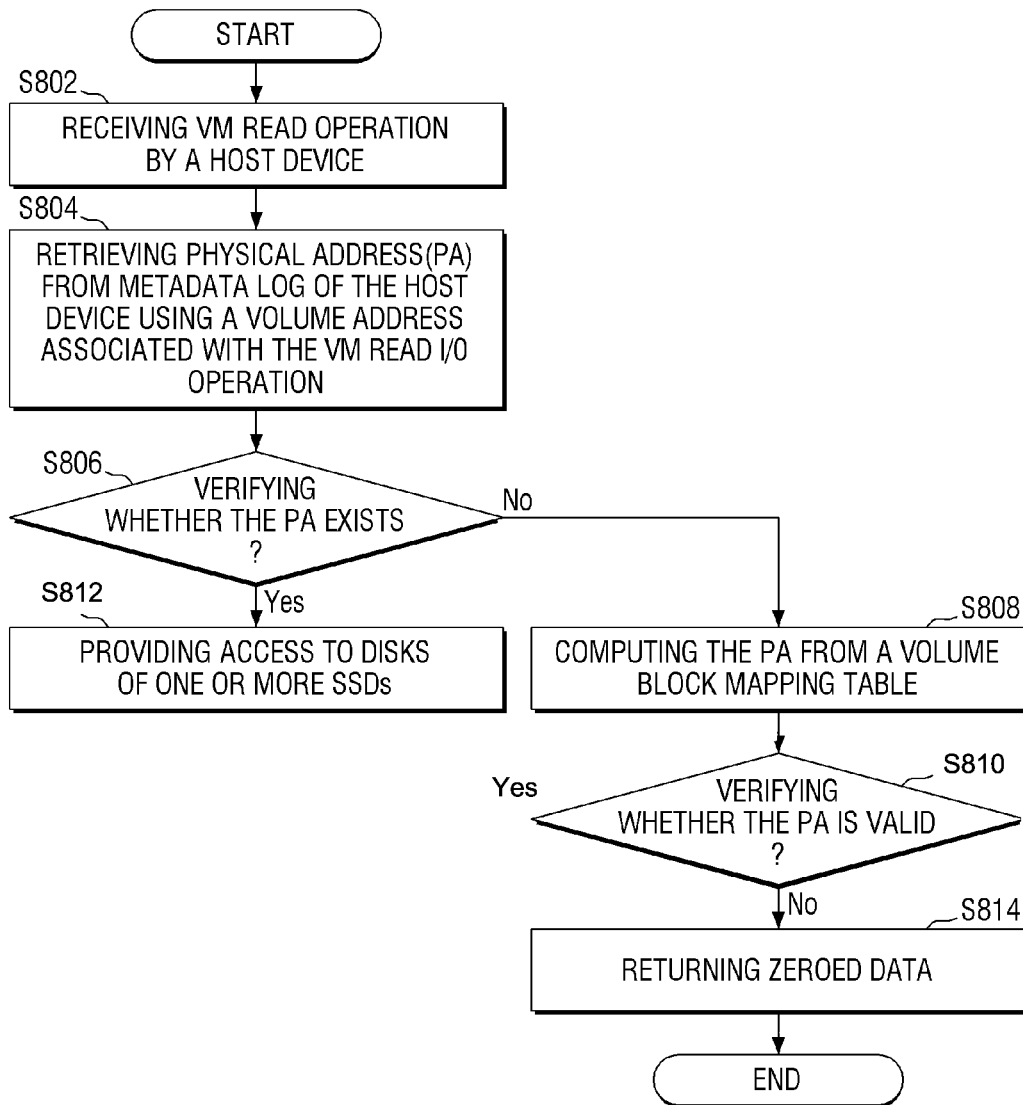 START
S802
RECEIVING VM READ OPERATION
BY A HOST DEVICE
S804
RETRIEVING PHYSICAL ADDRESS(PA)
FROM METADATA LOG OF THE HOST
DEVICE USING A VOLUME ADDRESS
ASSOCIATED WITH THE VM READ I/O
OPERATION
S806
VERIFYING
WHETHER THE PA EXISTS
?
No
Yes
S812
PROVIDING ACCESS TO DISKS
OF ONE OR MORE SSDs
S808
COMPUTING THE PA FROM A VOLUME
BLOCK MAPPING TABLE
S810
Yes
VERIFYING
WHETHER THE PA IS VALID
?
No
S814
RETURNING ZEROED DATA
END